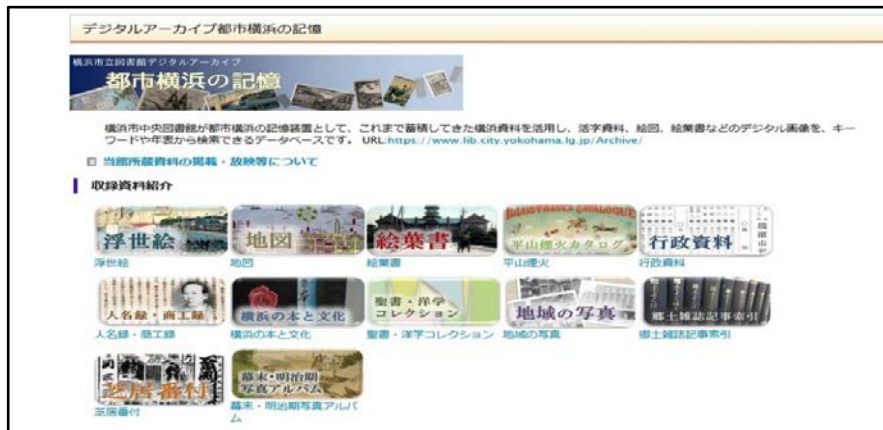 デジタルアーカイブ都市横浜の記憶
横浜市立図書館デジタルアーカイブ
都市横浜の記憶
横浜市中央図書館が都市横浜の記憶装置として、これまで蓄積してきた横浜資料を活用し、活字資料、絵図、絵葉書などのデジタル画像を、キー
ワードや年表から検索できるデータベースです。 URL:https://www.lib.city.yokohama.lg.jp/Archive/
当館所蔵資料の掲載・放映等について
収録資料紹介
浮世絵
地図
絵葉書
ILLUSTRATED CATALOGUE
平山煙火カタログ
行政資料
浮世絵
地図
絵葉書
平山煙火
行政資料
人名録・商工録
横浜の本と文化
聖書・洋学
コレクション
地域の写真
郷土雑誌記事索引
人名録・商工録
横浜の本と文化
聖書・洋学コレクション
地域の写真
郷土雑誌記事索引
芝居番付
幕末・明治期
写真アルバム
芝居番付
幕末・明治期写真アルバ
ム